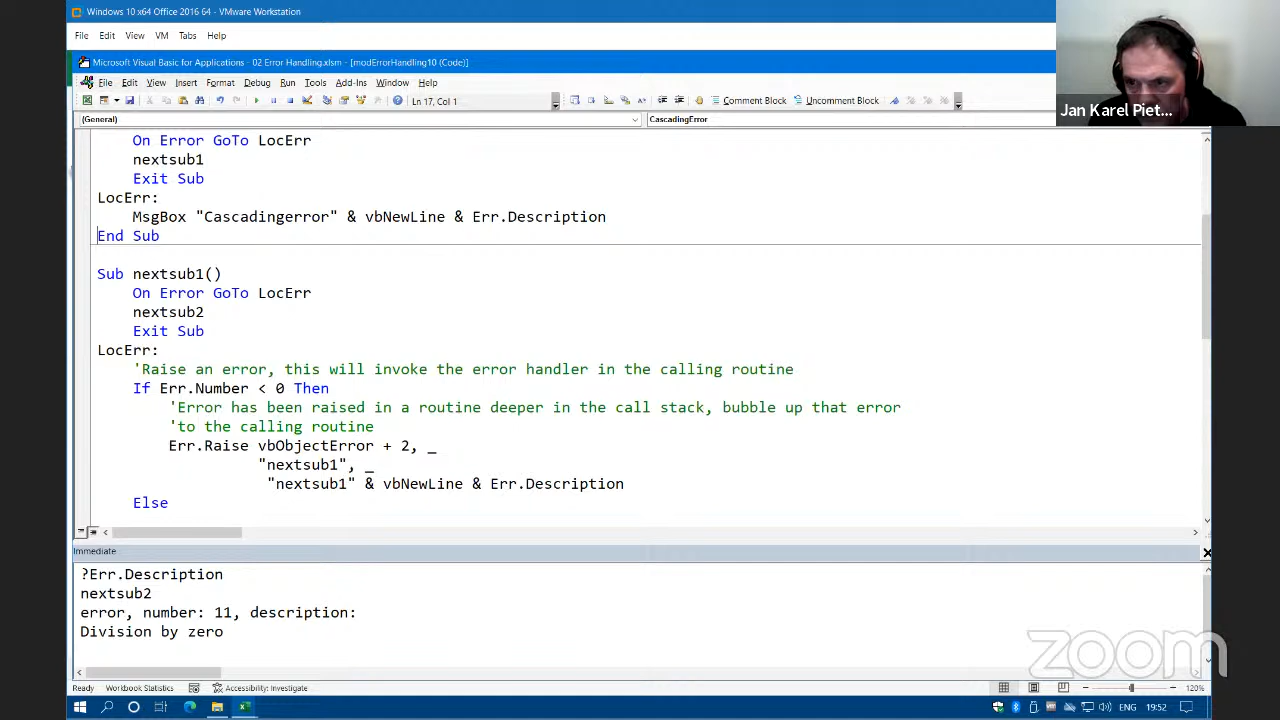 Windows 10 x64 Office 2016 64 - VMware Workstation
File Edit View VM Tabs Help
Microsoft Visual Basic for Applications - 02 Error Handling.xlsm - [modErrorHandling10 (Code)]
File Edit View Insert Format Debug Run Tools Add-Ins Window Help
Ln 17, Col 1 Comment Block Uncomment Block
Jan Karel Piet...
(General) CascadingError
On Error GoTo LocErr
nextsub1
Exit Sub
LocErr:
MsgBox "Cascadingerror" & vbNewLine & Err.Description
End Sub
Sub nextsub1()
On Error GoTo LocErr
nextsub2
Exit Sub
LocErr:
'Raise an error, this will invoke the error handler in the calling routine
If Err.Number < 0 Then
'Error has been raised in a routine deeper in the call stack, bubble up that error
'to the calling routine
Err.Raise vbObjectError + 2, _
"nextsub1", _
"nextsub1" & vbNewLine & Err.Description
Else
Immediate
?Err.Description
nextsub2
error, number: 11, description:
Division by zero
zoom
Ready Workbook Statistics Accessibility: Investigate 120%
ENG 19:52